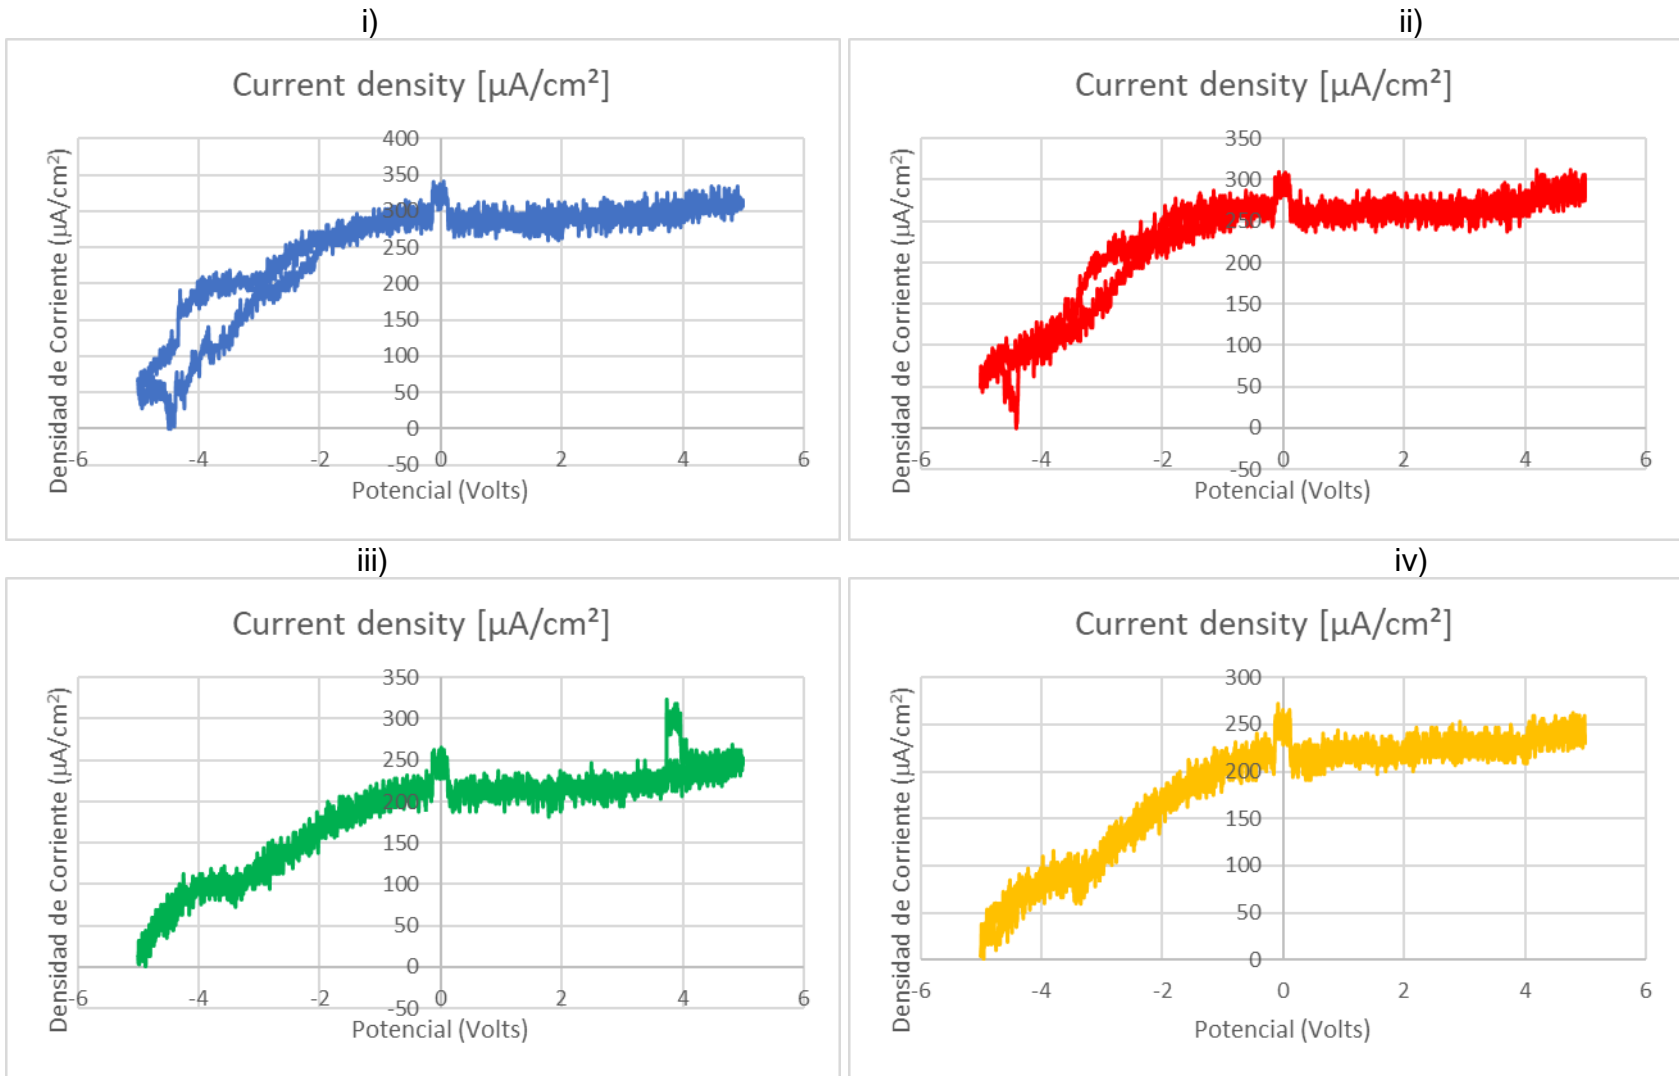 i)
Current density [µA/cm²]
Densidad de Corriente (µA/cm²)
400
350
300
250
200
150
100
50
0
-50
-6 -4 -2 0 2 4 6
Potencial (Volts)
ii)
Current density [µA/cm²]
Densidad de Corriente (µA/cm²)
350
300
250
200
150
100
50
0
-50
-6 -4 -2 0 2 4 6
Potencial (Volts)
iii)
Current density [µA/cm²]
Densidad de Corriente (µA/cm²)
350
300
250
200
150
100
50
0
-50
-6 -4 -2 0 2 4 6
Potencial (Volts)
iv)
Current density [µA/cm²]
Densidad de Corriente (µA/cm²)
300
250
200
150
100
50
0
-6 -4 -2 0 2 4 6
Potencial (Volts)